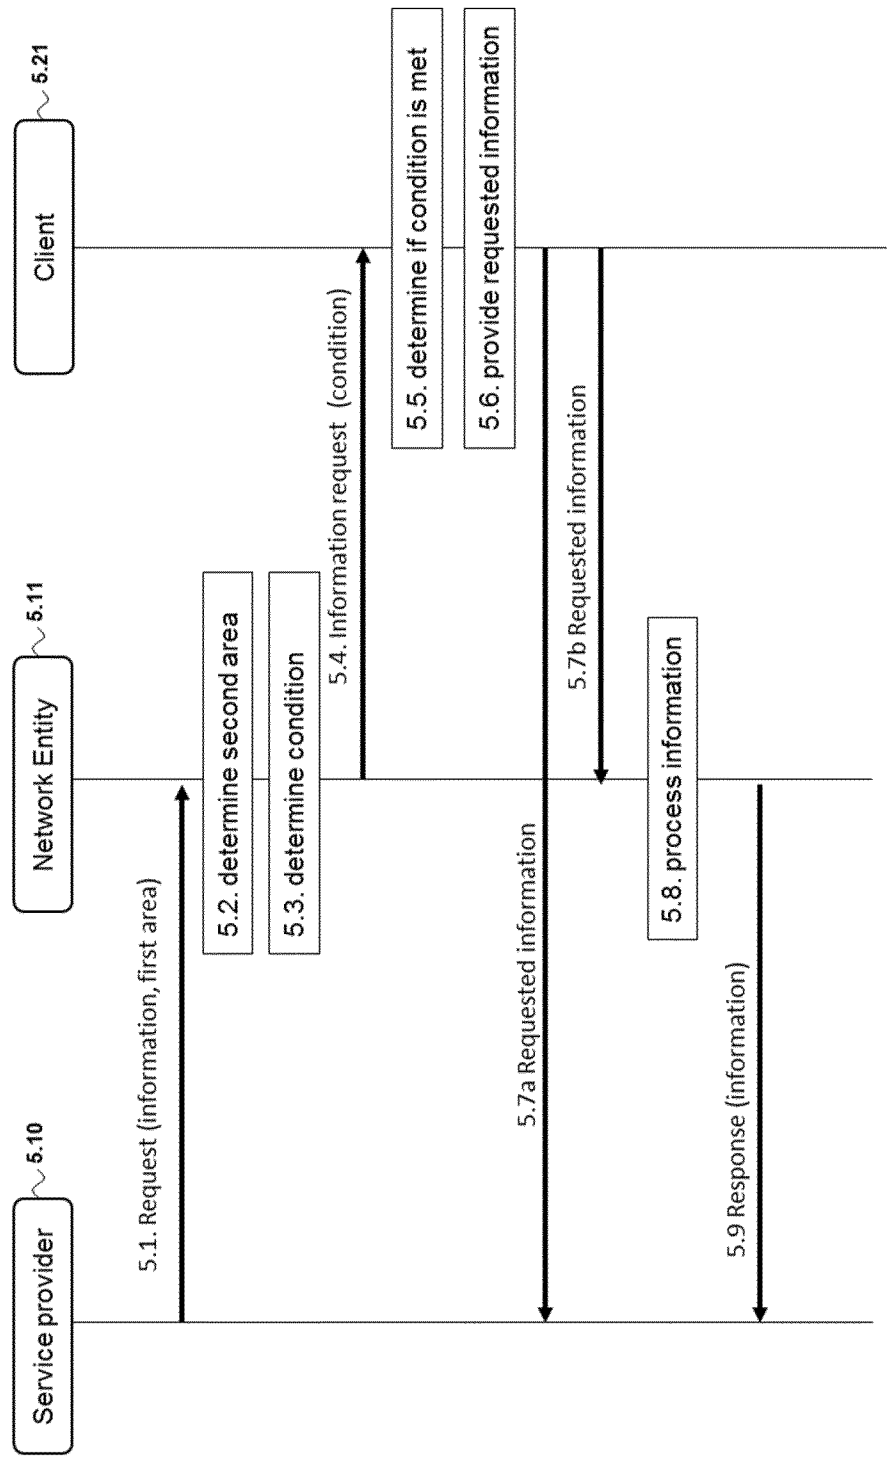 Service provider
5.10
Network Entity
5.11
Client
5.21
5.1. Request (information, first area)
5.2. determine second area
5.3. determine condition
5.4. Information request (condition)
5.5. determine if condition is met
5.6. provide requested information
5.7a Requested information
5.7b Requested information
5.8. process information
5.9 Response (information)